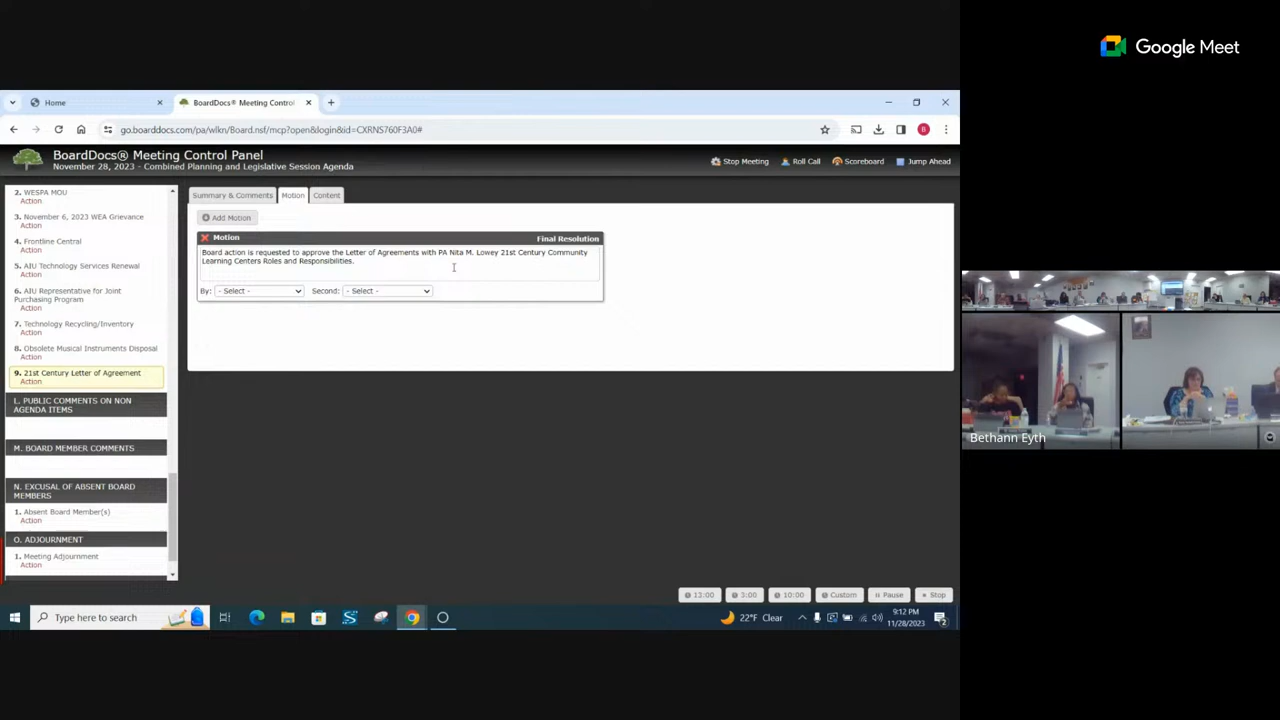 Google Meet
Home
BoardDocs® Meeting Control
go.boarddocs.com/pa/wlkn/Board.nsf/mcp?open&login&id=CXRNS760F3A0#
BoardDocs® Meeting Control Panel
November 28, 2023 - Combined Planning and Legislative Session Agenda
Stop Meeting
Roll Call
Scoreboard
Jump Ahead
2. WESPA MOU
Action
3. November 6, 2023 WEA Grievance
Action
4. Frontline Central
Action
5. AIU Technology Services Renewal
Action
6. AIU Representative for Joint
Purchasing Program
Action
7. Technology Recycling/Inventory
Action
8. Obsolete Musical Instruments Disposal
Action
9. 21st Century Letter of Agreement
Action
L. PUBLIC COMMENTS ON NON
AGENDA ITEMS
M. BOARD MEMBER COMMENTS
N. EXCUSAL OF ABSENT BOARD
MEMBERS
1. Absent Board Member(s)
Action
O. ADJOURNMENT
1. Meeting Adjournment
Action
Summary & Comments
Motion
Content
Add Motion
Motion
Final Resolution
Board action is requested to approve the Letter of Agreements with PA Nita M. Lowey 21st Century Community
Learning Centers Roles and Responsibilities.
By: - Select -
Second: - Select -
13:00
3:00
10:00
Custom
Pause
Stop
Bethann Eyth
Type here to search
22°F Clear
9:12 PM
11/28/2023
2